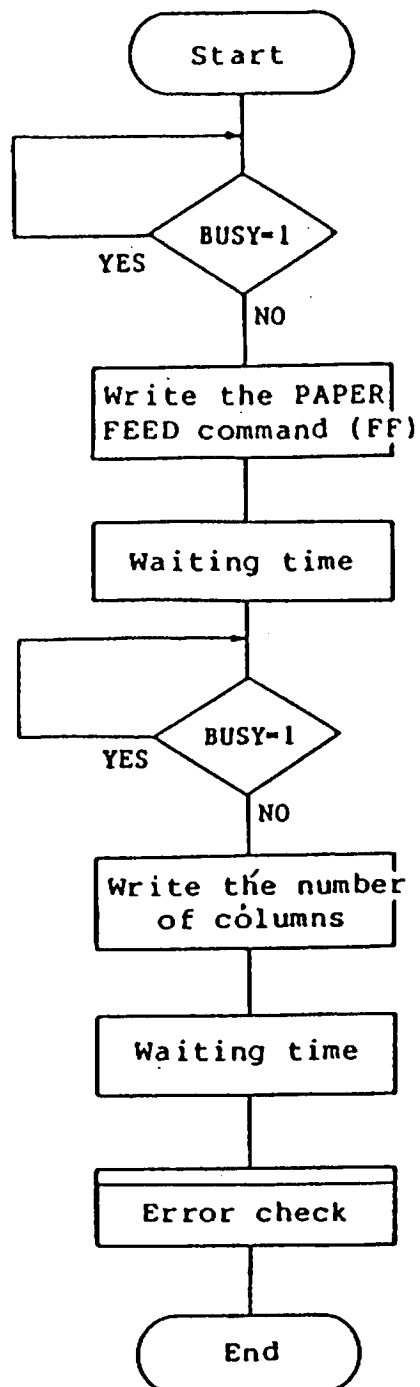 Start
BUSY=1
YES
NO
Write the PAPER
FEED command (FF)
Waiting time
BUSY=1
YES
NO
Write the number
of columns
Waiting time
Error check
End